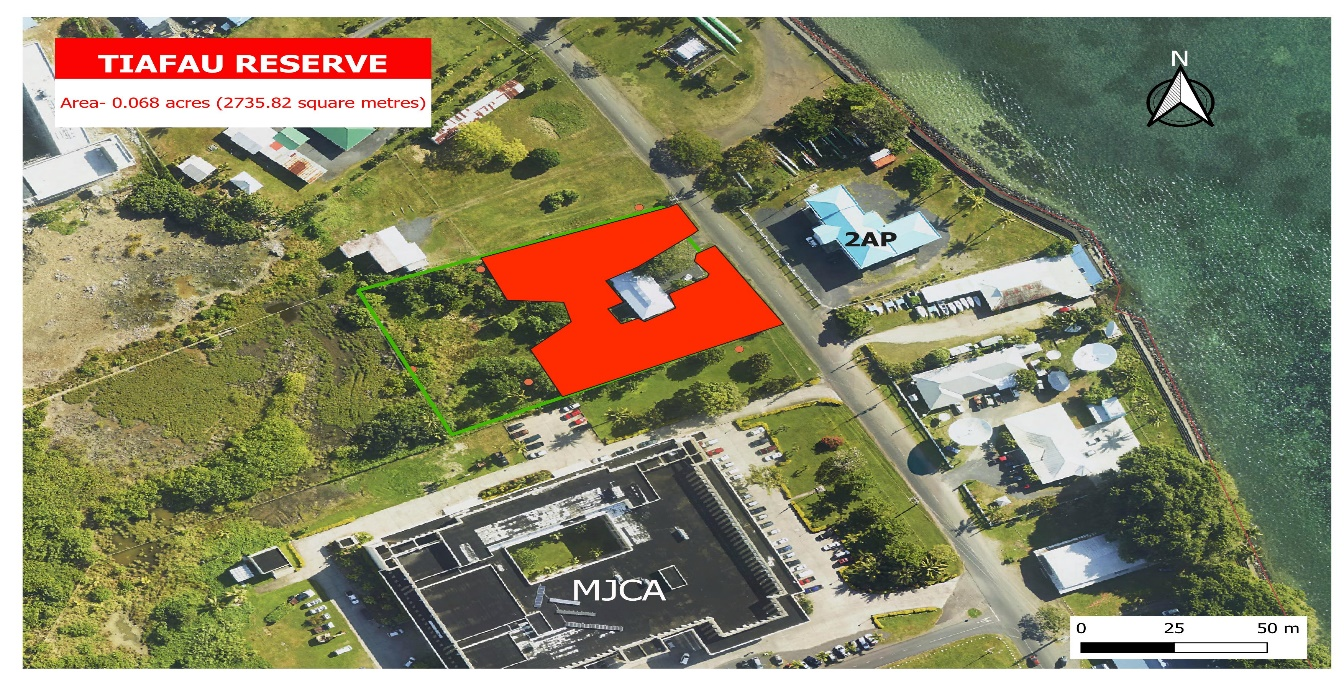 TIAFAU RESERVE
Area- 0.068 acres (2735.82 square metres)
N
2AP
MJCA
0 25 50 m